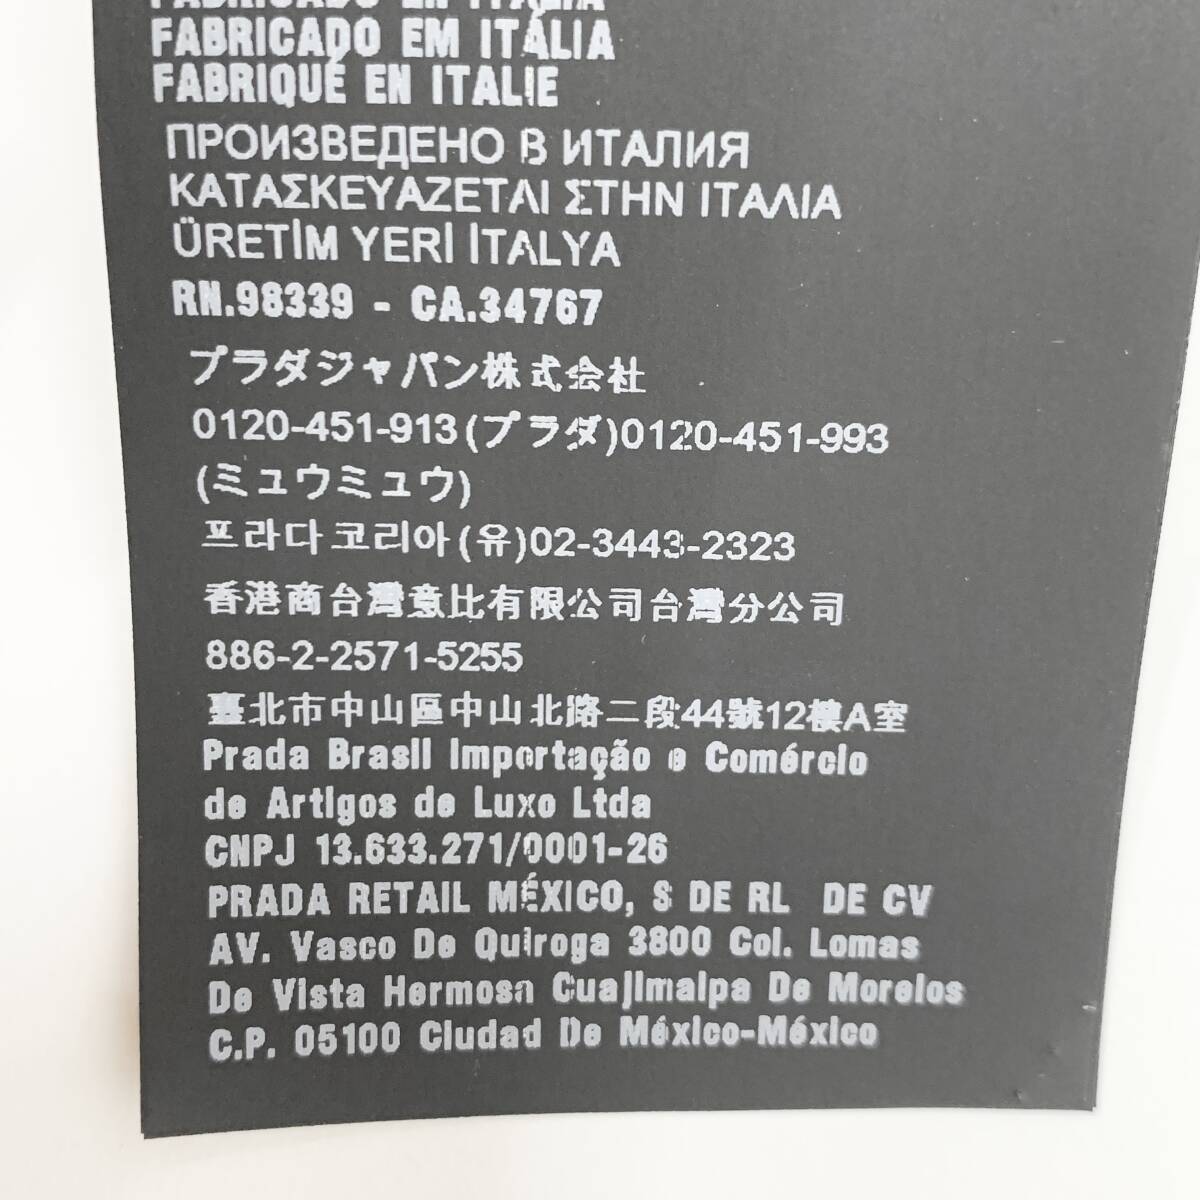 FABRICADO EN ITALIA
FABRICADO EM ITÁLIA
FABRIQUÉ EN ITALIE
ПРОИЗВЕДЕНО В ИТАЛИЯ
ΚΑΤΑΣΚΕΥΑΖΕΤΑΙ ΣΤΗΝ ΙΤΑΛΙΑ
ÜRETİM YERİ İTALYA
RN.98339 - CA.34767
プラダジャパン株式会社
0120-451-913(プラダ)0120-451-993
(ミュウミュウ)
프라다코리아(유)02-3443-2323
香港商台灣意比有限公司台灣分公司
886-2-2571-5255
臺北市中山區中山北路二段44號12樓A室
Prada Brasil Importação e Comércio
de Artigos de Luxo Ltda
CNPJ 13.633.271/0001-26
PRADA RETAIL MÉXICO, S DE RL DE CV
AV. Vasco De Quiroga 3800 Col. Lomas
De Vista Hermosa Cuajimalpa De Morelos
C.P. 05100 Ciudad De México-México